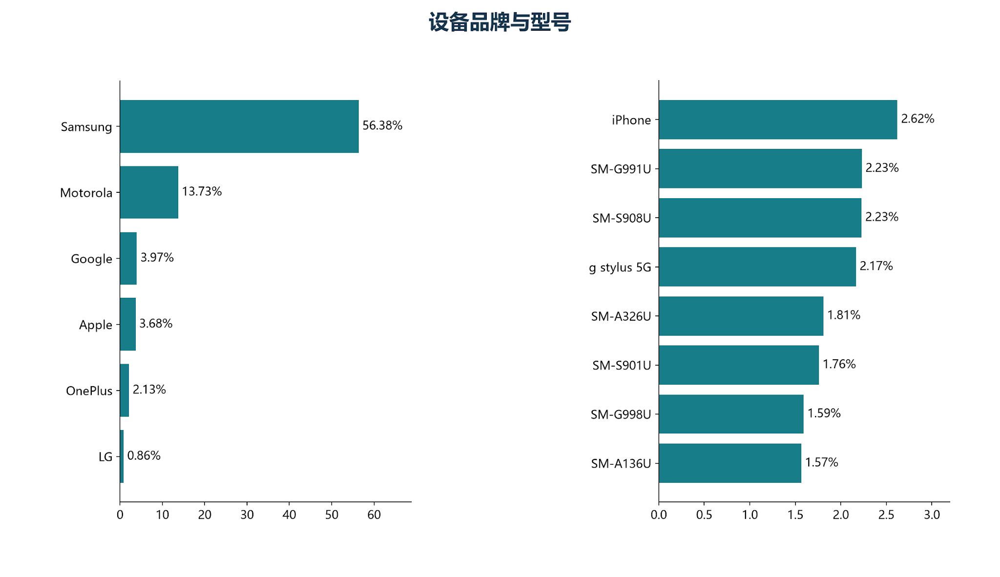 设备品牌与型号
Samsung 56.38%
Motorola 13.73%
Google 3.97%
Apple 3.68%
OnePlus 2.13%
LG 0.86%
0 10 20 30 40 50 60
iPhone 2.62%
SM-G991U 2.23%
SM-S908U 2.23%
g stylus 5G 2.17%
SM-A326U 1.81%
SM-S901U 1.76%
SM-G998U 1.59%
SM-A136U 1.57%
0.0 0.5 1.0 1.5 2.0 2.5 3.0